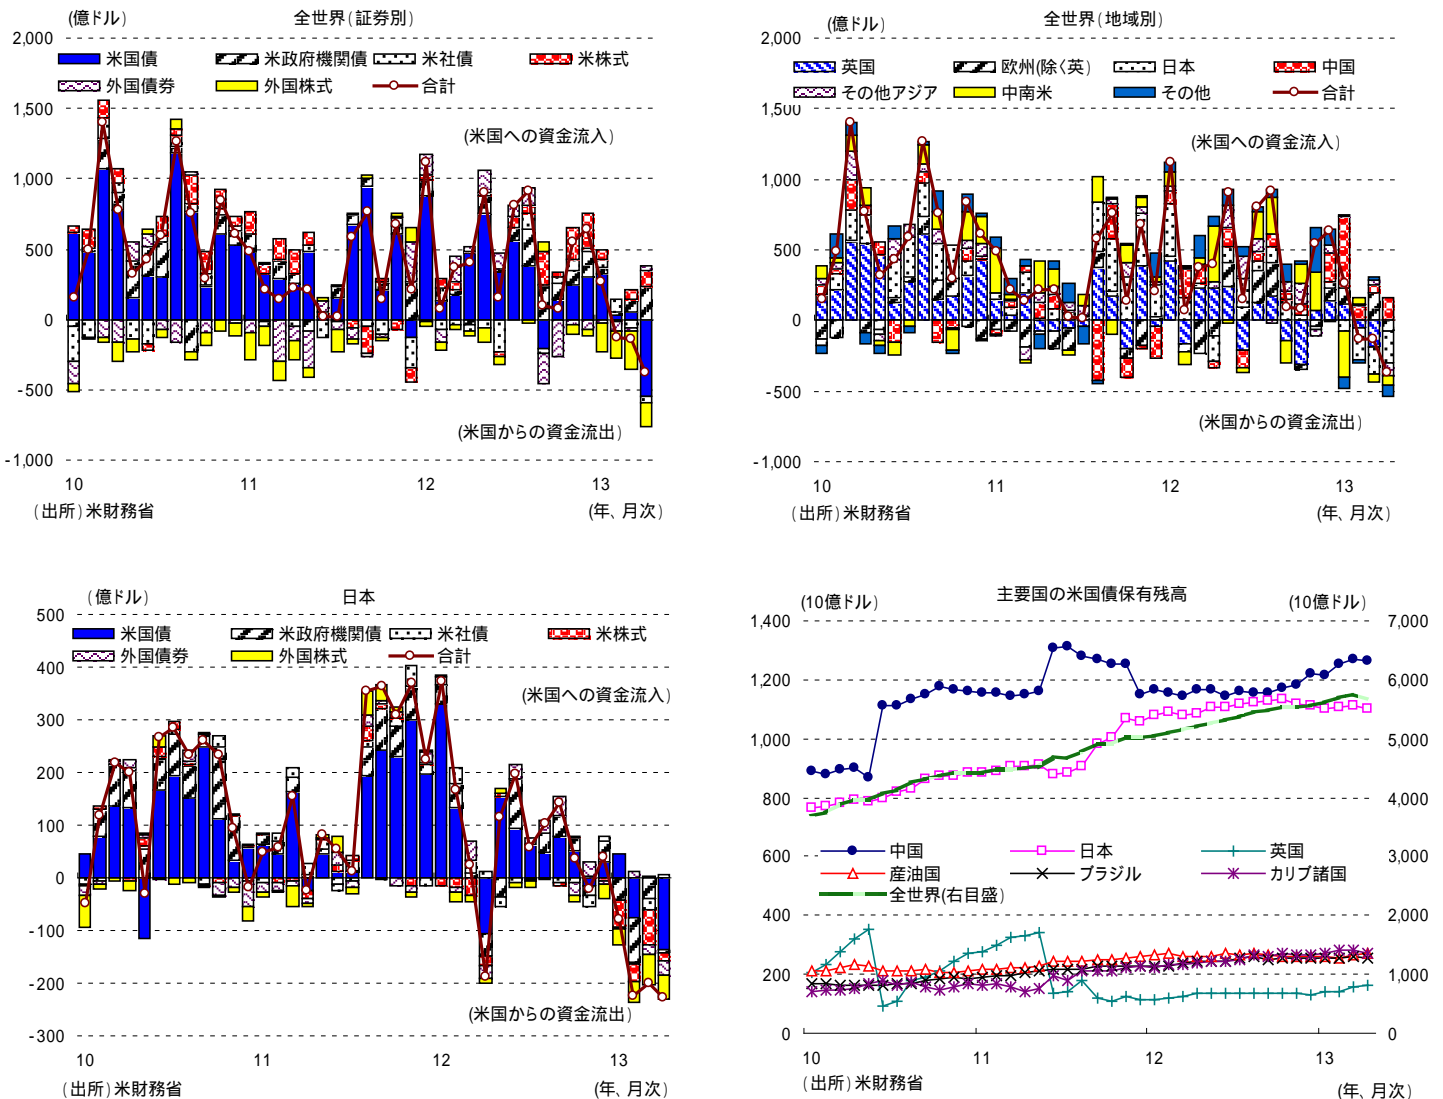 (億ドル) 全世界(証券別)
2,000
米国債 米政府機関債 米社債 米株式
外国債券 外国株式 合計
1,500
(米国への資金流入)
1,000
500
0
-500
(米国からの資金流出)
-1,000
10 11 12 13
(出所)米財務省 (年、月次)
(億ドル) 全世界(地域別)
2,000
英国 欧州(除く英) 日本 中国
その他アジア 中南米 その他 合計
1,500
(米国への資金流入)
1,000
500
0
-500
(米国からの資金流出)
-1,000
10 11 12 13
(出所)米財務省 (年、月次)
(億ドル) 日本
500
米国債 米政府機関債 米社債 米株式
外国債券 外国株式 合計
400
(米国への資金流入)
300
200
100
0
-100
-200
(米国からの資金流出)
-300
10 11 12 13
(出所)米財務省 (年、月次)
主要国の米国債保有残高
(10億ドル) (10億ドル)
1,400 7,000
1,200 6,000
1,000 5,000
800 4,000
中国 日本 英国
600 3,000
産油国 ブラジル カリブ諸国
全世界(右目盛)
400 2,000
200 1,000
0 0
10 11 12 13
(出所)米財務省 (年、月次)